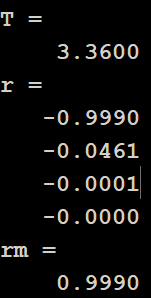 T =
3.3600
r =
-0.9990
-0.0461
-0.0001
-0.0000
rm =
0.9990